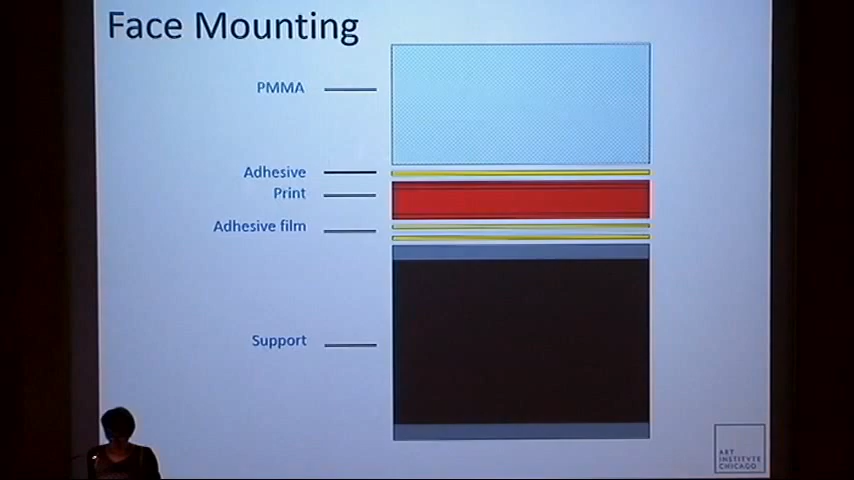 Face Mounting
PMMA
Adhesive
Print
Adhesive film
Support
ART
INSTITVTE
CHICAGO